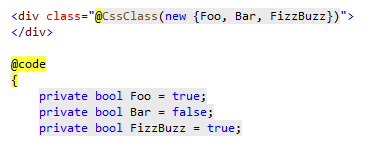 <div class="@CssClass(new {Foo, Bar, FizzBuzz})">
</div>
@code
{
private bool Foo = true;
private bool Bar = false;
private bool FizzBuzz = true;